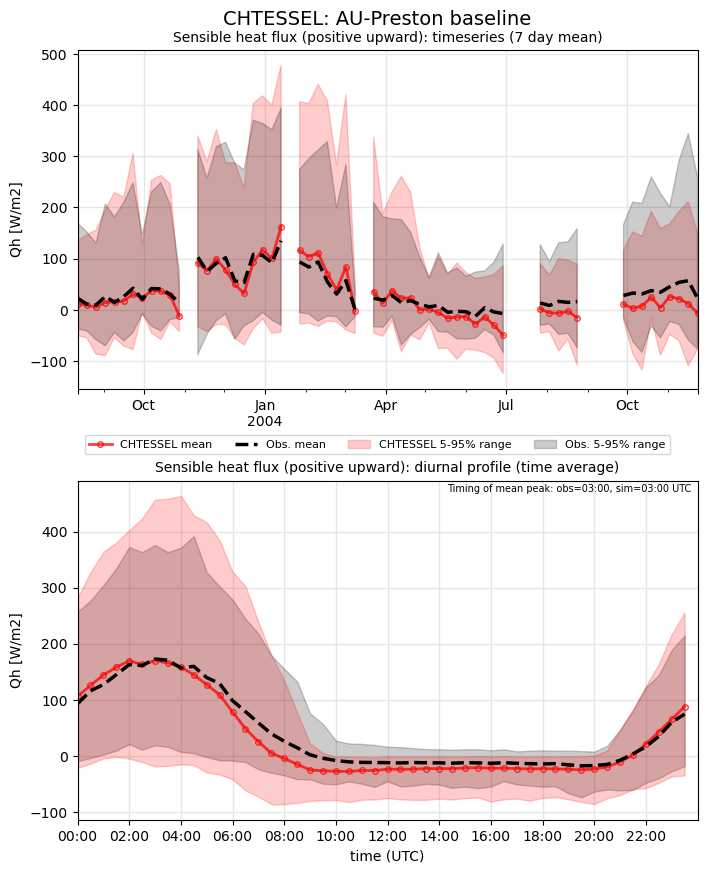 CHTESSEL: AU-Preston baseline
Sensible heat flux (positive upward): timeseries (7 day mean)
500
400
300
200
100
0
−100
Qh [W/m2]
Oct
Jan
2004
Apr
Jul
Oct
CHTESSEL mean
Obs. mean
CHTESSEL 5-95% range
Obs. 5-95% range
Sensible heat flux (positive upward): diurnal profile (time average)
Timing of mean peak: obs=03:00, sim=03:00 UTC
400
300
200
100
0
−100
Qh [W/m2]
00:00
02:00
04:00
06:00
08:00
10:00
12:00
14:00
16:00
18:00
20:00
22:00
time (UTC)